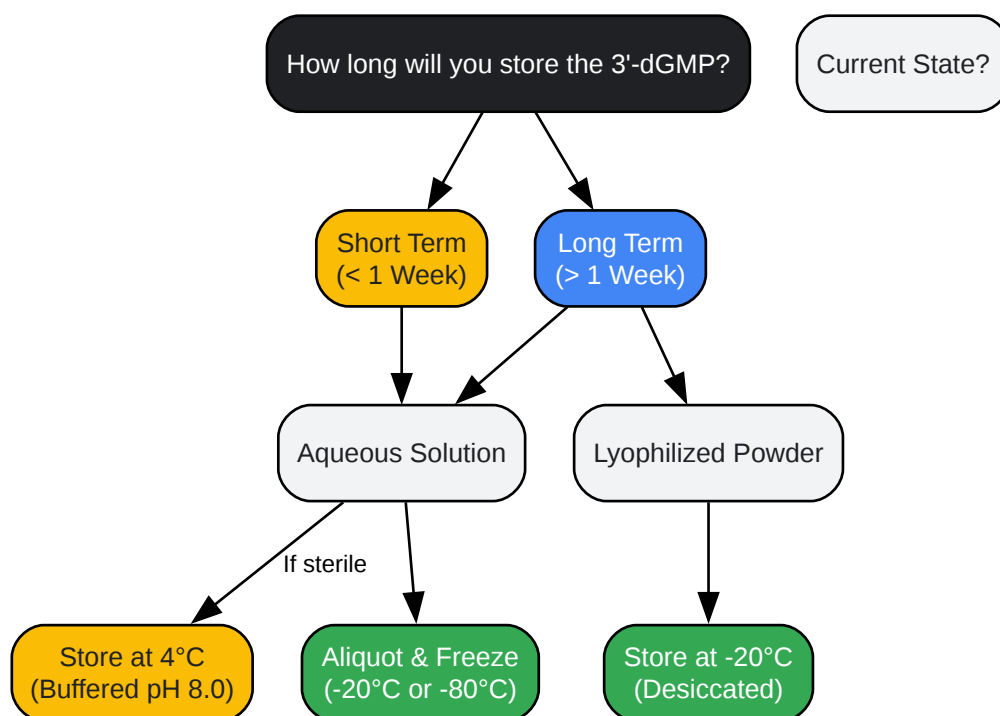 How long will you store the 3'-dGMP?
Current State?
Short Term
(< 1 Week)
Long Term
(> 1 Week)
Aqueous Solution
Lyophilized Powder
If sterile
Store at 4°C
(Buffered pH 8.0)
Aliquot & Freeze
(-20°C or -80°C)
Store at -20°C
(Desiccated)